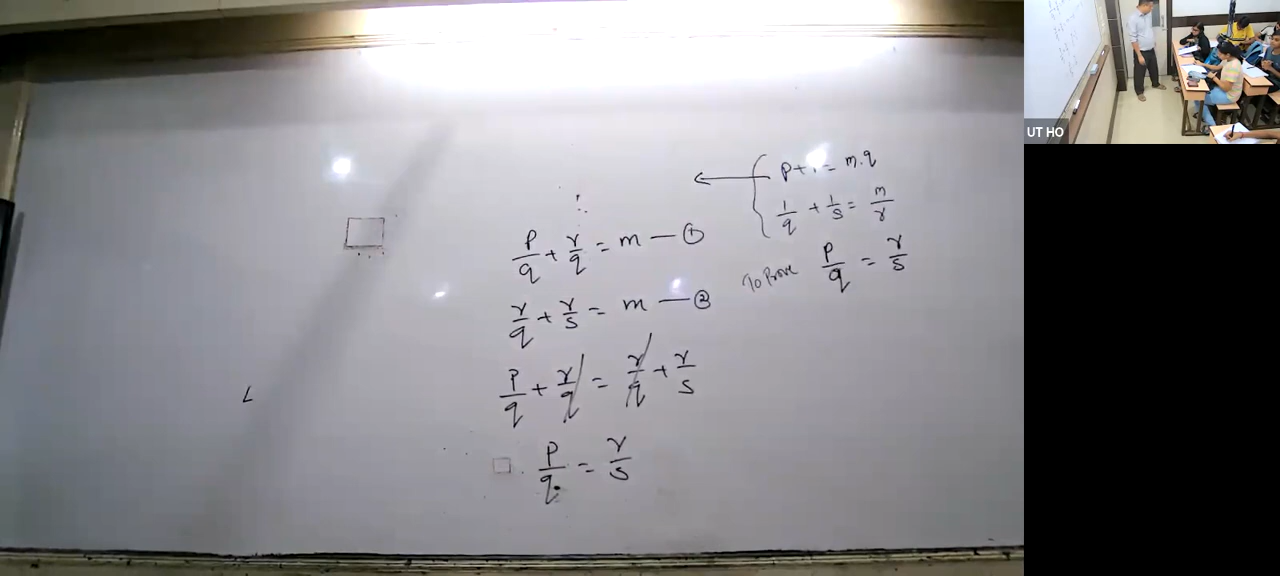 ∴
p/q + r/q = m — ①
r/q + r/s = m — ②
p/q + r/q = r/q + r/s
p/q = r/s
p + r = m.q
1/q + 1/s = m/r
To Prove p/q = r/s
UT HO